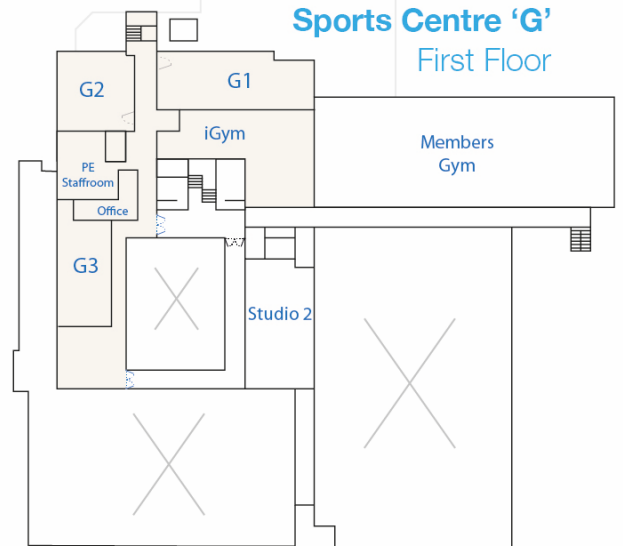 Sports Centre ‘G’
First Floor
G2
G1
iGym
Members
Gym
PE
Staffroom
Office
G3
Studio 2